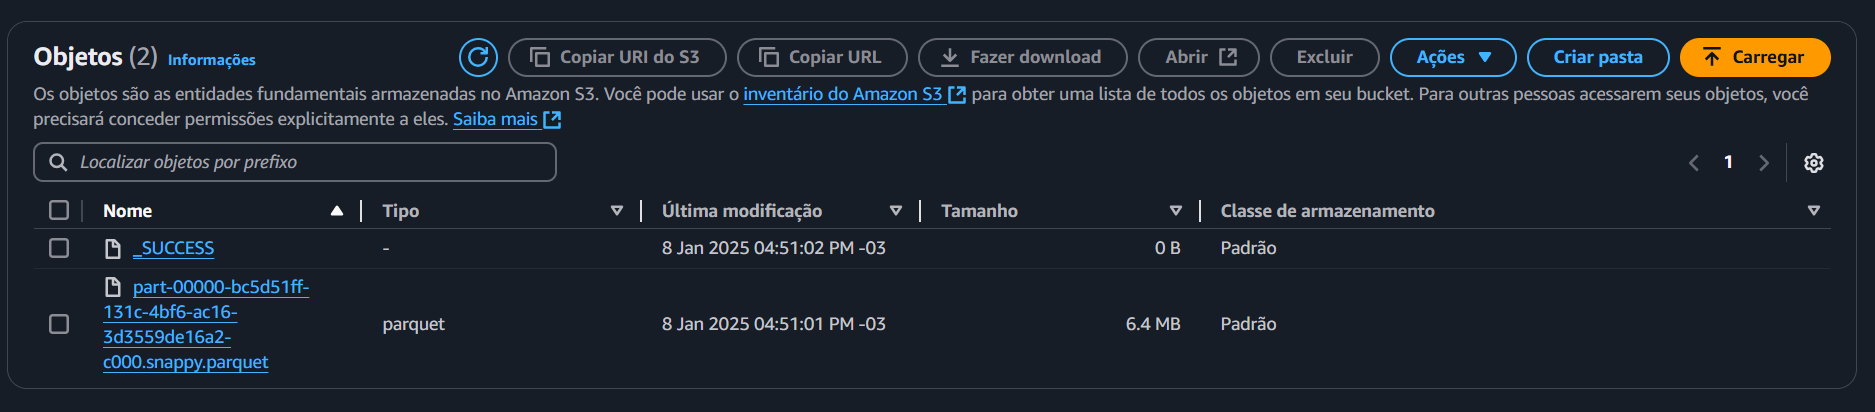 Objetos (2) Informações Copiar URI do S3 Copiar URL Fazer download Abrir Excluir Ações Criar pasta Carregar
Os objetos são as entidades fundamentais armazenadas no Amazon S3. Você pode usar o inventário do Amazon S3 para obter uma lista de todos os objetos em seu bucket. Para outras pessoas acessarem seus objetos, você
precisará conceder permissões explicitamente a eles. Saiba mais
Localizar objetos por prefixo 1
Nome Tipo Última modificação Tamanho Classe de armazenamento
_SUCCESS - 8 Jan 2025 04:51:02 PM -03 0 B Padrão
part-00000-bc5d51ff-
131c-4bf6-ac16-
3d3559de16a2-
c000.snappy.parquet
parquet 8 Jan 2025 04:51:01 PM -03 6.4 MB Padrão